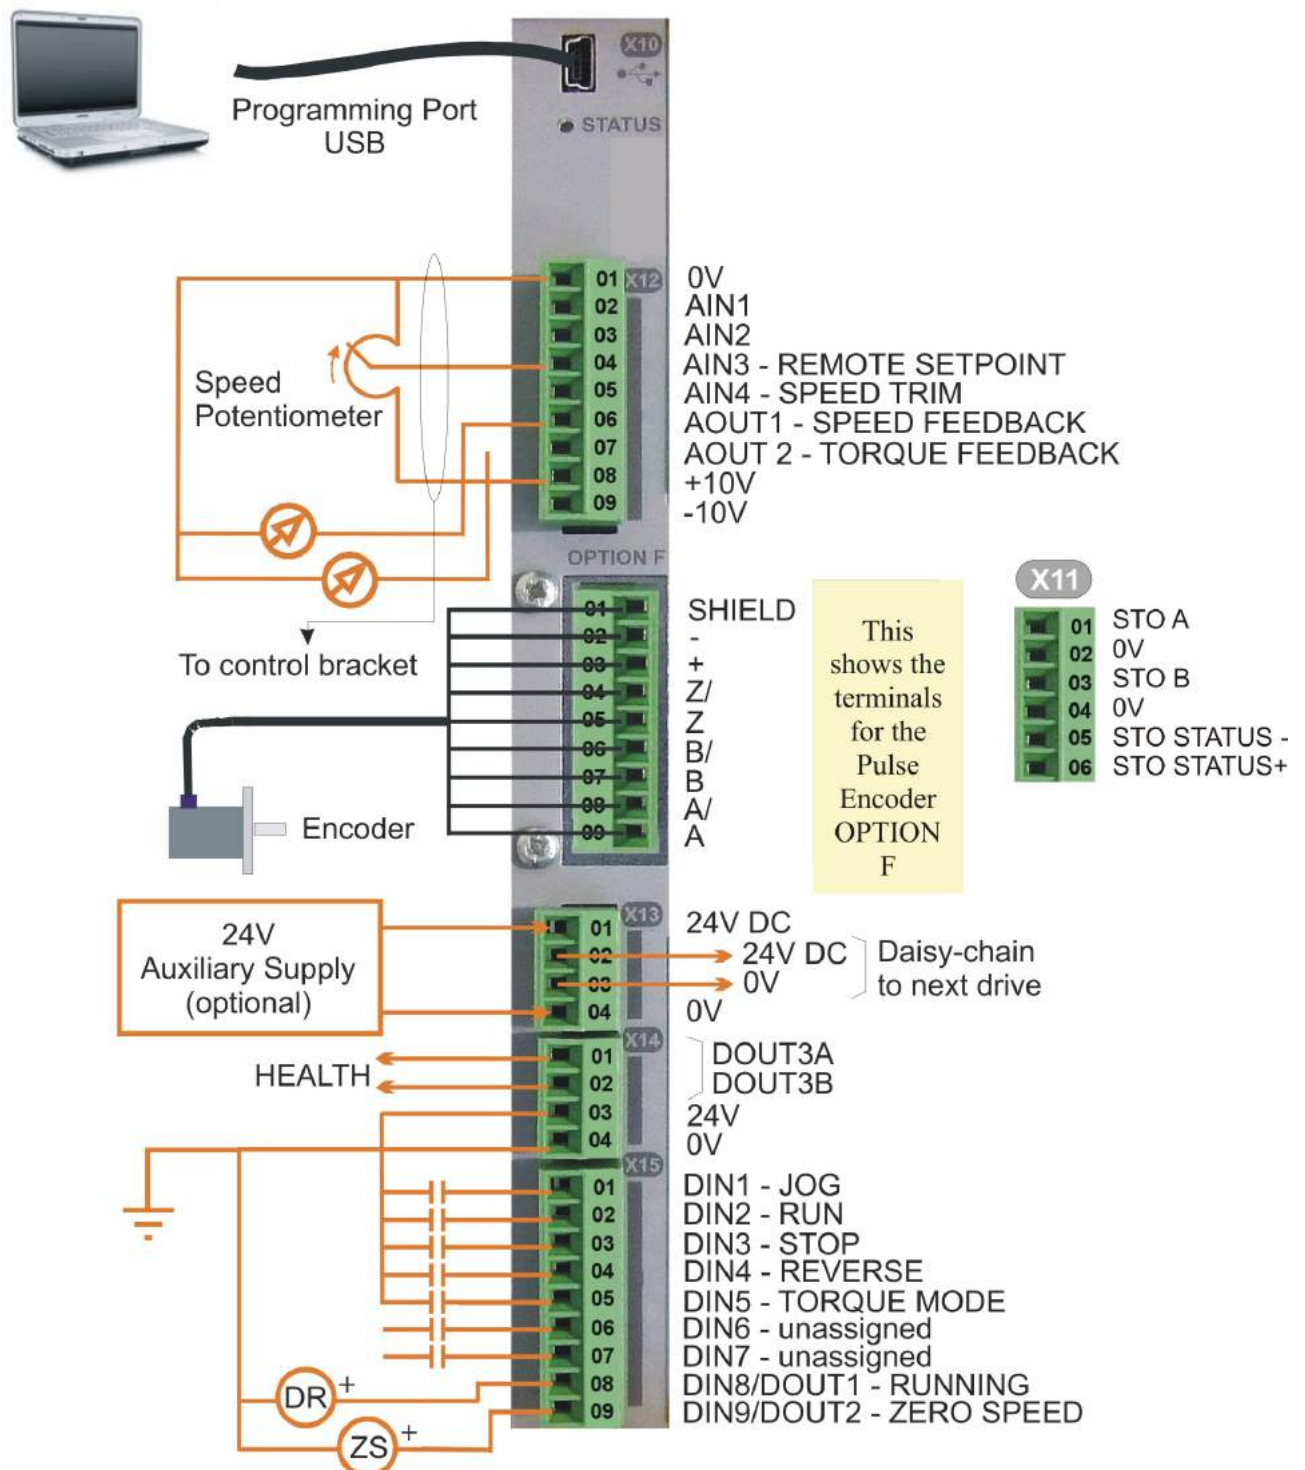 X10
Programming Port
USB
STATUS
01 X12 0V
02 AIN1
03 AIN2
04 AIN3 - REMOTE SETPOINT
05 AIN4 - SPEED TRIM
06 AOUT1 - SPEED FEEDBACK
07 AOUT 2 - TORQUE FEEDBACK
08 +10V
09 -10V
Speed
Potentiometer
OPTION F
To control bracket
01 SHIELD
02 -
03 +
04 Z/
05 Z
06 B/
07 B
08 A/
09 A
Encoder
This
shows the
terminals
for the
Pulse
Encoder
OPTION
F
X11
01 STO A
02 0V
03 STO B
04 0V
05 STO STATUS -
06 STO STATUS+
24V
Auxiliary Supply
(optional)
X13
01 24V DC
02 24V DC
03 0V
04 0V
Daisy-chain
to next drive
HEALTH
X14
01 DOUT3A
02 DOUT3B
03 24V
04 0V
X15
01 DIN1 - JOG
02 DIN2 - RUN
03 DIN3 - STOP
04 DIN4 - REVERSE
05 DIN5 - TORQUE MODE
06 DIN6 - unassigned
07 DIN7 - unassigned
08 DIN8/DOUT1 - RUNNING
09 DIN9/DOUT2 - ZERO SPEED
DR +
ZS +